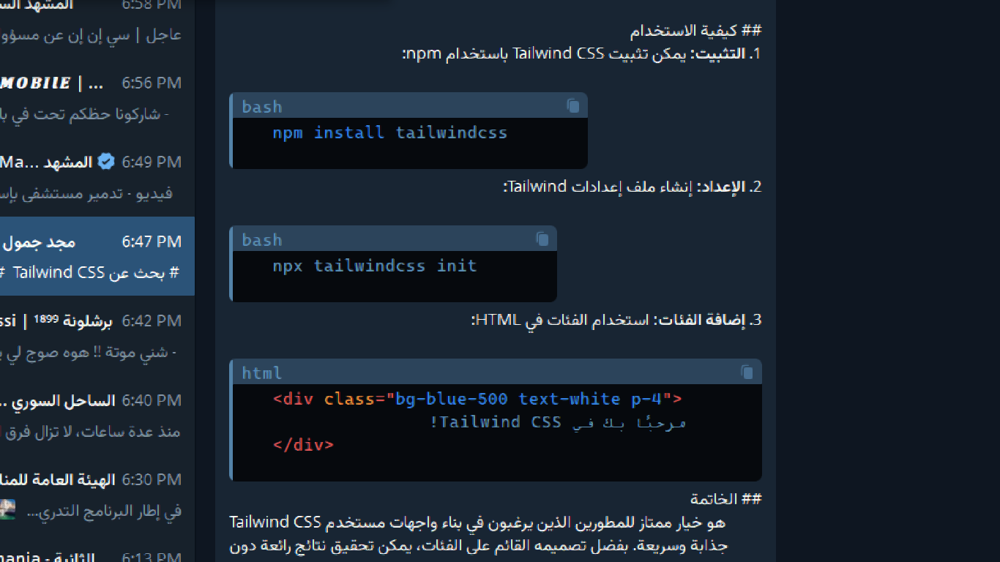 المشهد
6:58 PM
عاجل | سي إن إن عن مسؤو
MOBILE | ...
6:56 PM
- شاركونا حظكم تحت في
6:49 PM
المشهد ...Ma
فيديو - تدمير مستشفى
6:47 PM
مجد جمول
# بحث عن Tailwind CSS #
6:42 PM
برشلونة ¹⁸⁹⁹ | ssi
- شني موتة !! هوه صوج لي
6:40 PM
الساحل السوري ..
منذ عدة ساعات، لا تزال فرق
6:30 PM
الهيئة العامة
في إطار البرنامج التدري...
6:13 PM
الثانية - mania
## كيفية الاستخدام
1. التثبيت: يمكن تثبيت Tailwind CSS باستخدام npm:
bash
npm install tailwindcss
2. الإعداد: إنشاء ملف إعدادات Tailwind:
bash
npx tailwindcss init
3. إضافة الفئات: استخدام الفئات في HTML:
html
<div class="bg-blue-500 text-white p-4">
مرحبًا بك في Tailwind CSS!
</div>
## الخاتمة
Tailwind CSS هو خيار ممتاز للمطورين الذين يرغبون في بناء واجهات مستخدم
جذابة وسريعة. بفضل تصميمه القائم على الفئات، يمكن تحقيق نتائج رائعة دون